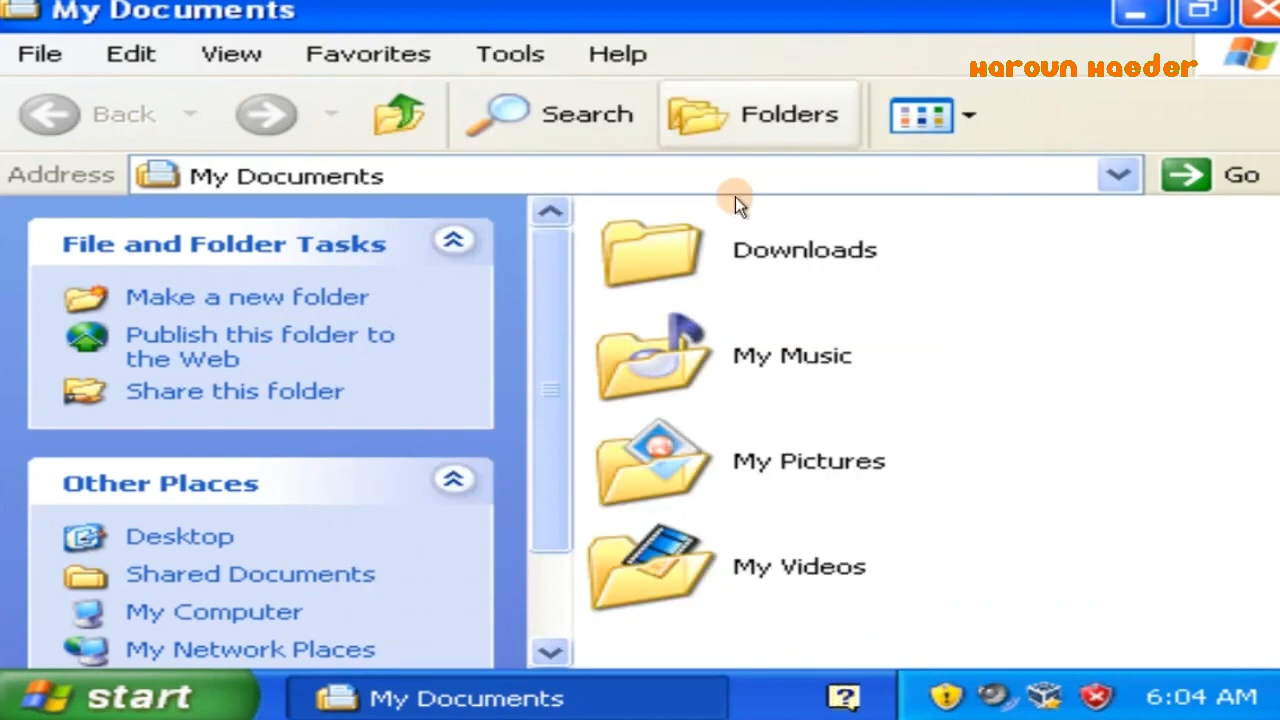 My Documents
File Edit View Favorites Tools Help
Haroun Haeder
Back Search Folders
Address My Documents Go
File and Folder Tasks
Make a new folder
Publish this folder to
the Web
Share this folder
Other Places
Desktop
Shared Documents
My Computer
My Network Places
Downloads
My Music
My Pictures
My Videos
start My Documents ? 6:04 AM